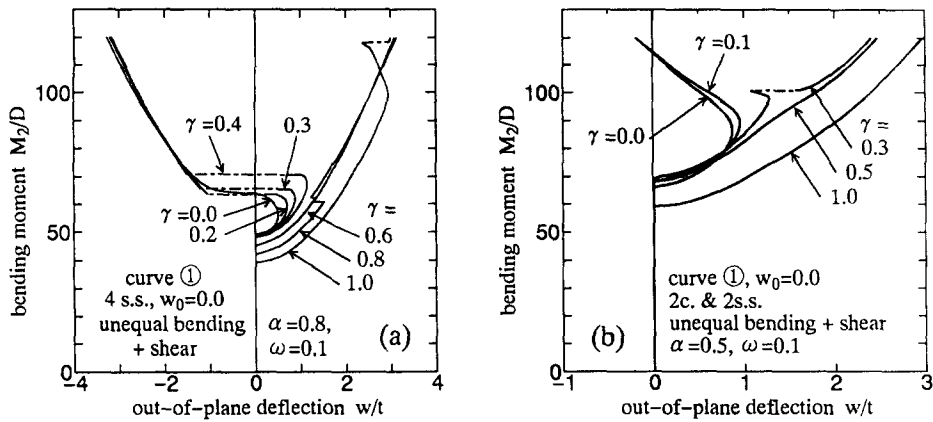 bending moment M₂/D
100
50
0
γ=0.4
0.3
γ=0.0
0.2
γ=
0.6
0.8
1.0
curve ①
4 s.s., w₀=0.0
unequal bending
+ shear
α=0.8,
ω=0.1
(a)
−4
−2
0
2
4
out−of−plane deflection w/t
bending moment M₂/D
100
50
0
γ=0.1
γ=0.0
γ=
0.3
0.5
1.0
(b)
curve ①, w₀=0.0
2c. & 2s.s.
unequal bending + shear
α=0.5, ω=0.1
−1
0
1
2
3
out−of−plane deflection w/t